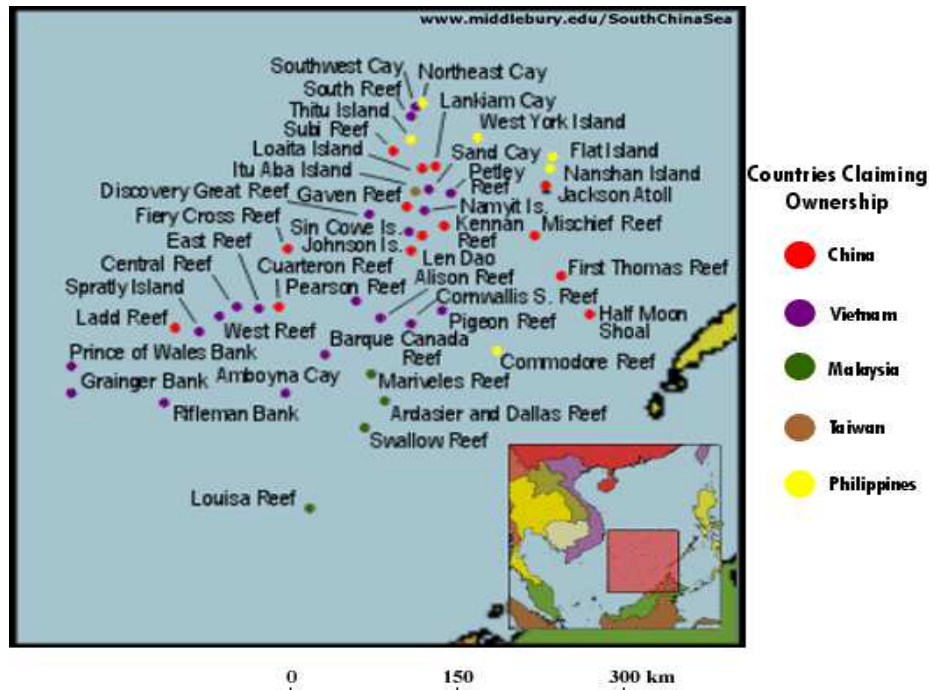 www.middlebury.edu/SouthChinaSea
Southwest Cay
Northeast Cay
South Reef
Lankiam Cay
Thitu Island
West York Island
Subi Reef
Loaita Island
Sand Cay
Flat Island
Itu Aba Island
Petley
Reef
Nanshan Island
Discovery Great Reef
Gaven Reef
Jackson Atoll
Namyit Is.
Fiery Cross Reef
Sin Cowe Is.
Kennan
Reef
Mischief Reef
East Reef
Johnson Is.
Len Dao
Central Reef
Cuarteron Reef
Alison Reef
First Thomas Reef
Spratly Island
Pearson Reef
Cornwallis S. Reef
Ladd Reef
West Reef
Pigeon Reef
Half Moon
Shoal
Barque Canada
Reef
Prince of Wales Bank
Commodore Reef
Grainger Bank
Amboyna Cay
Mariveles Reef
Rifleman Bank
Ardasier and Dallas Reef
Swallow Reef
Louisa Reef
Countries Claiming
Ownership
China
Vietnam
Malaysia
Taiwan
Philippines
0 150 300 km